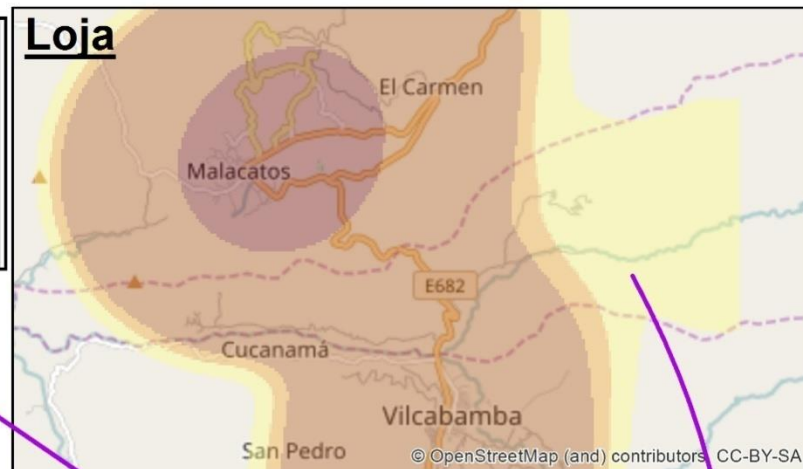 Loja
El Carmen
Malacatos
E682
Cucanamá
Vilcabamba
San Pedro
© OpenStreetMap (and) contributors, CC-BY-SA